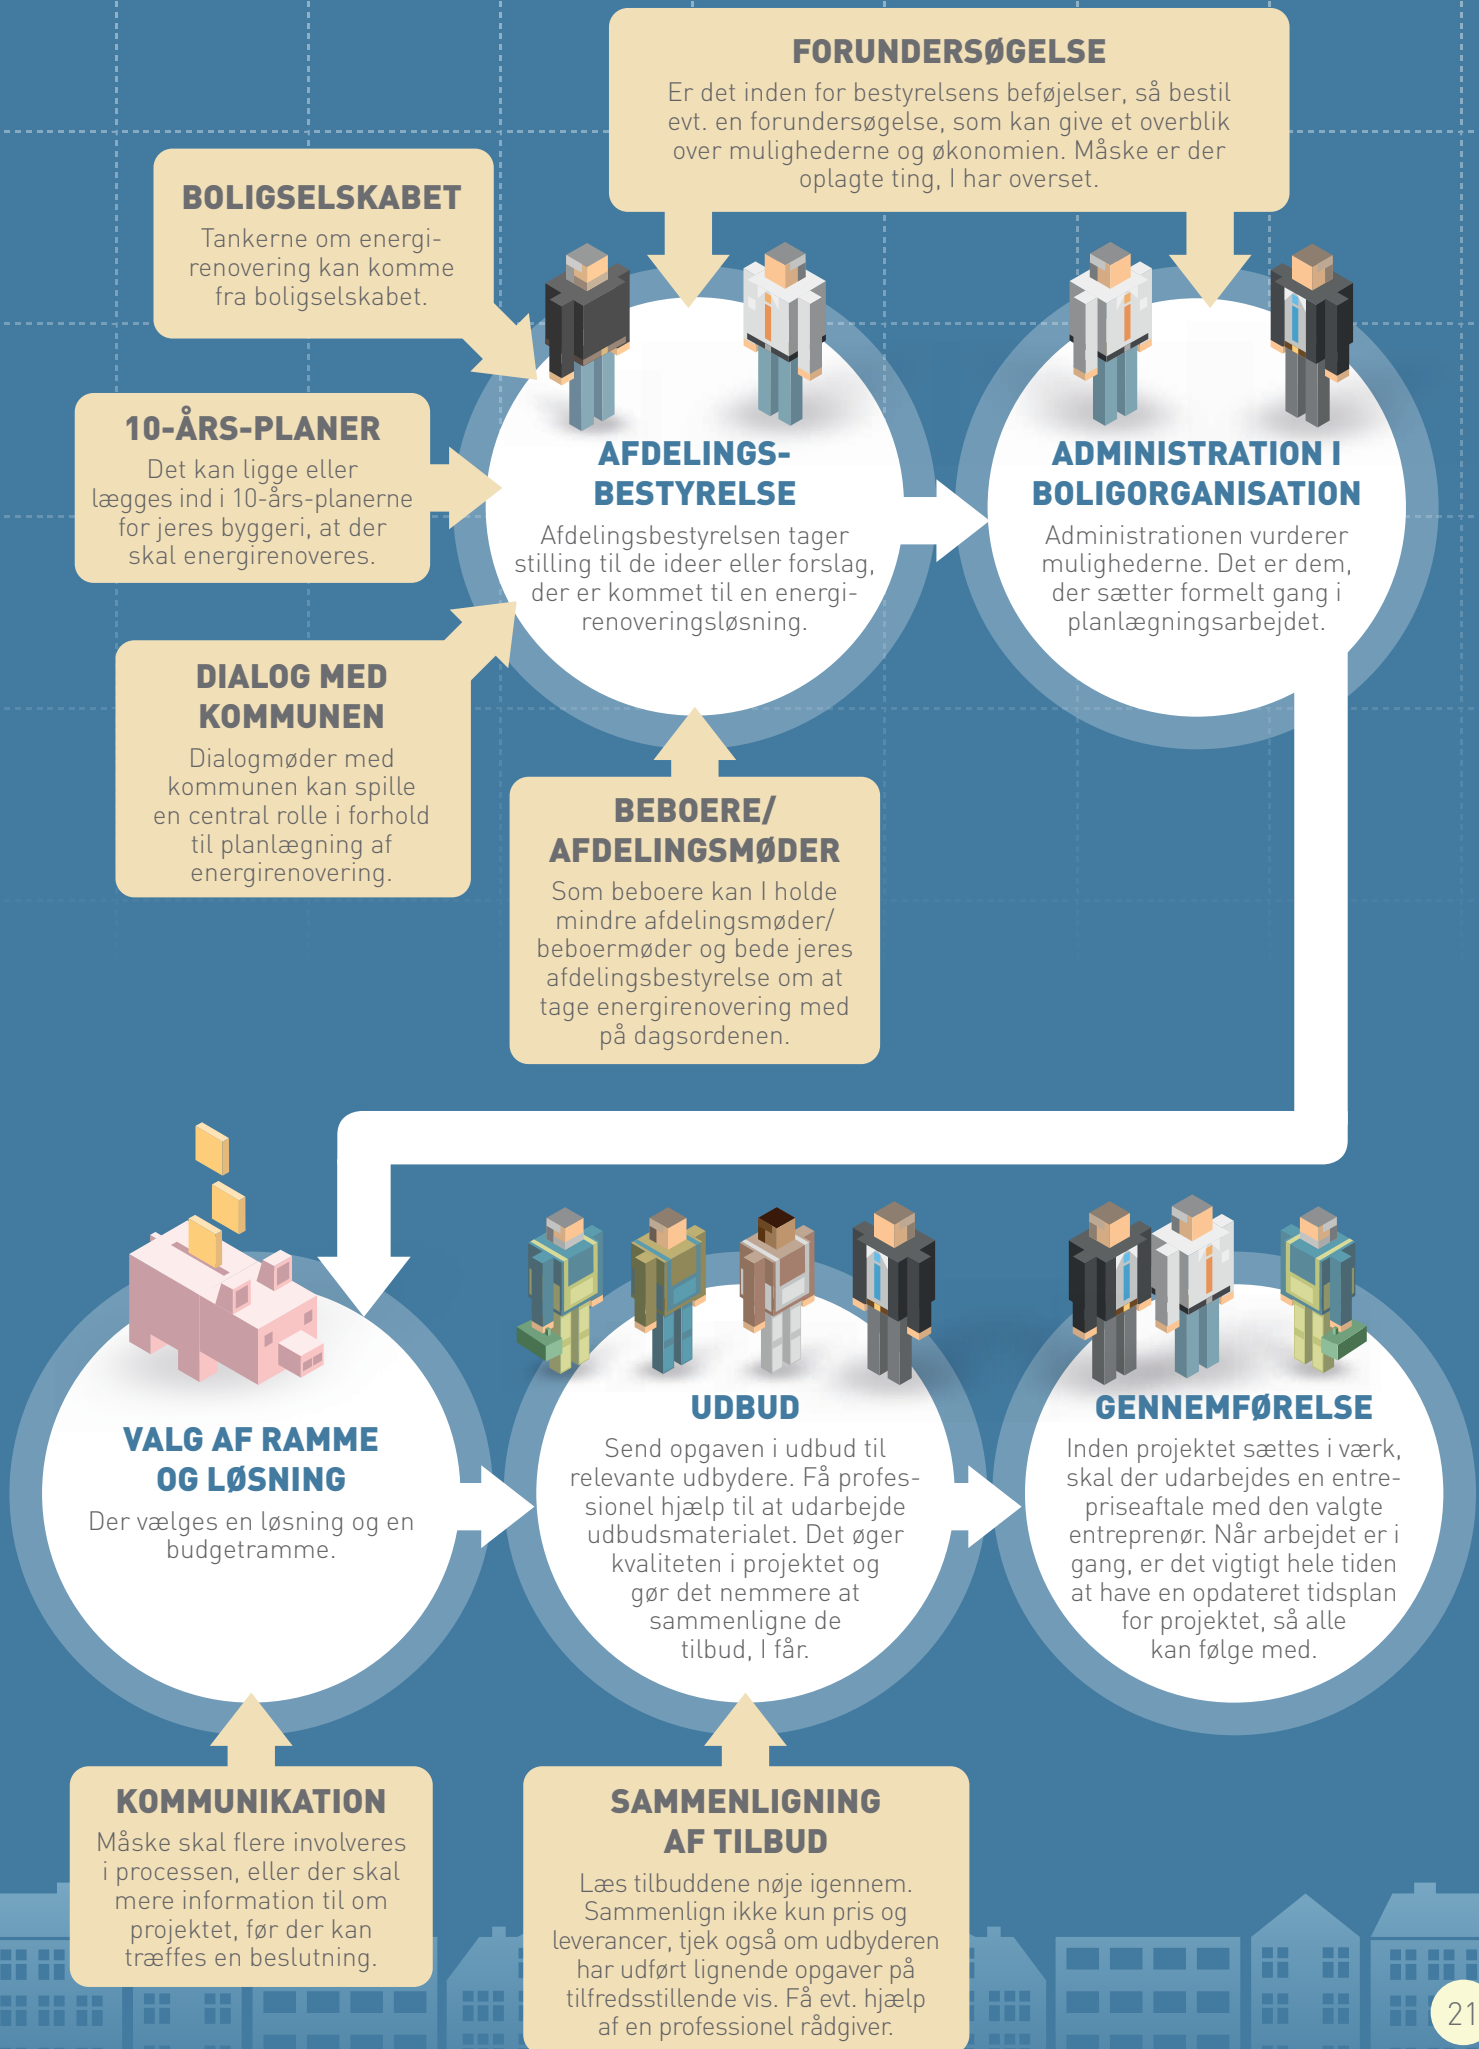 FORUNDERSØGELSE
Er det inden for bestyrelsens beføjelser, så bestil
evt. en forundersøgelse, som kan give et overblik
over mulighederne og økonomien. Måske er der
oplagte ting, I har overset.
BOLIGSELSKABET
Tankerne om energi-
renovering kan komme
fra boligselskabet.
10-ÅRS-PLANER
Det kan ligge eller
lægges ind i 10-års-planerne
for jeres byggeri, at der
skal energirenoveres.
DIALOG MED
KOMMUNEN
Dialogmøder med
kommunen kan spille
en central rolle i forhold
til planlægning af
energirenovering.
AFDELINGS-
BESTYRELSE
Afdelingsbestyrelsen tager
stilling til de ideer eller forslag,
der er kommet til en energi-
renoveringsløsning.
ADMINISTRATION I
BOLIGORGANISATION
Administrationen vurderer
mulighederne. Det er dem,
der sætter formelt gang i
planlægningsarbejdet.
BEBOERE/
AFDELINGSMØDER
Som beboere kan I holde
mindre afdelingsmøder/
beboermøder og bede jeres
afdelingsbestyrelse om at
tage energirenovering med
på dagsordenen.
VALG AF RAMME
OG LØSNING
Der vælges en løsning og en
budgetramme.
UDBUD
Send opgaven i udbud til
relevante udbydere. Få profes-
sionel hjælp til at udarbejde
udbudsmaterialet. Det øger
kvaliteten i projektet og
gør det nemmere at
sammenligne de
tilbud, I får.
GENNEMFØRELSE
Inden projektet sættes i værk,
skal der udarbejdes en entre-
priseaftale med den valgte
entreprenør. Når arbejdet er i
gang, er det vigtigt hele tiden
at have en opdateret tidsplan
for projektet, så alle
kan følge med.
KOMMUNIKATION
Måske skal flere involveres
i processen, eller der skal
mere information til om
projektet, før der kan
træffes en beslutning.
SAMMENLIGNING
AF TILBUD
Læs tilbuddene nøje igennem.
Sammenlign ikke kun pris og
leverancer, tjek også om udbyderen
har udført lignende opgaver på
tilfredsstillende vis. Få evt. hjælp
af en professionel rådgiver.
21